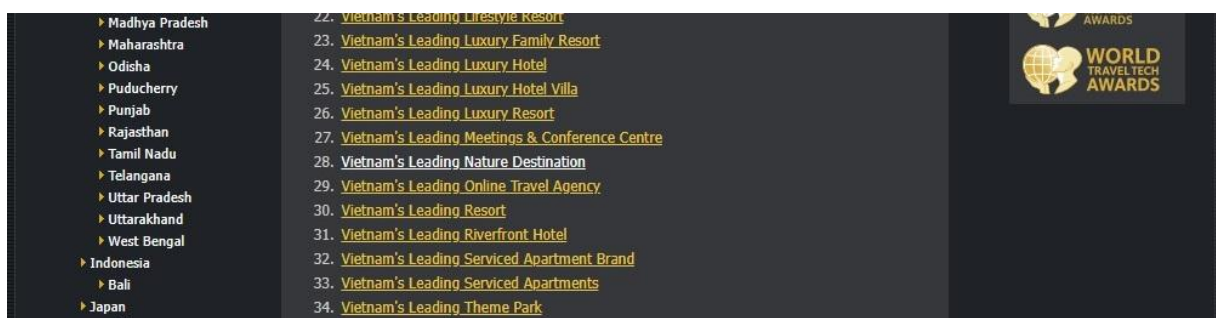 Madhya Pradesh
Maharashtra
Odisha
Puducherry
Punjab
Rajasthan
Tamil Nadu
Telangana
Uttar Pradesh
Uttarakhand
West Bengal
Indonesia
Bali
Japan
22. Vietnam's Leading Lifestyle Resort
23. Vietnam's Leading Luxury Family Resort
24. Vietnam's Leading Luxury Hotel
25. Vietnam's Leading Luxury Hotel Villa
26. Vietnam's Leading Luxury Resort
27. Vietnam's Leading Meetings & Conference Centre
28. Vietnam's Leading Nature Destination
29. Vietnam's Leading Online Travel Agency
30. Vietnam's Leading Resort
31. Vietnam's Leading Riverfront Hotel
32. Vietnam's Leading Serviced Apartment Brand
33. Vietnam's Leading Serviced Apartments
34. Vietnam's Leading Theme Park
AWARDS
WORLD
TRAVELTECH
AWARDS